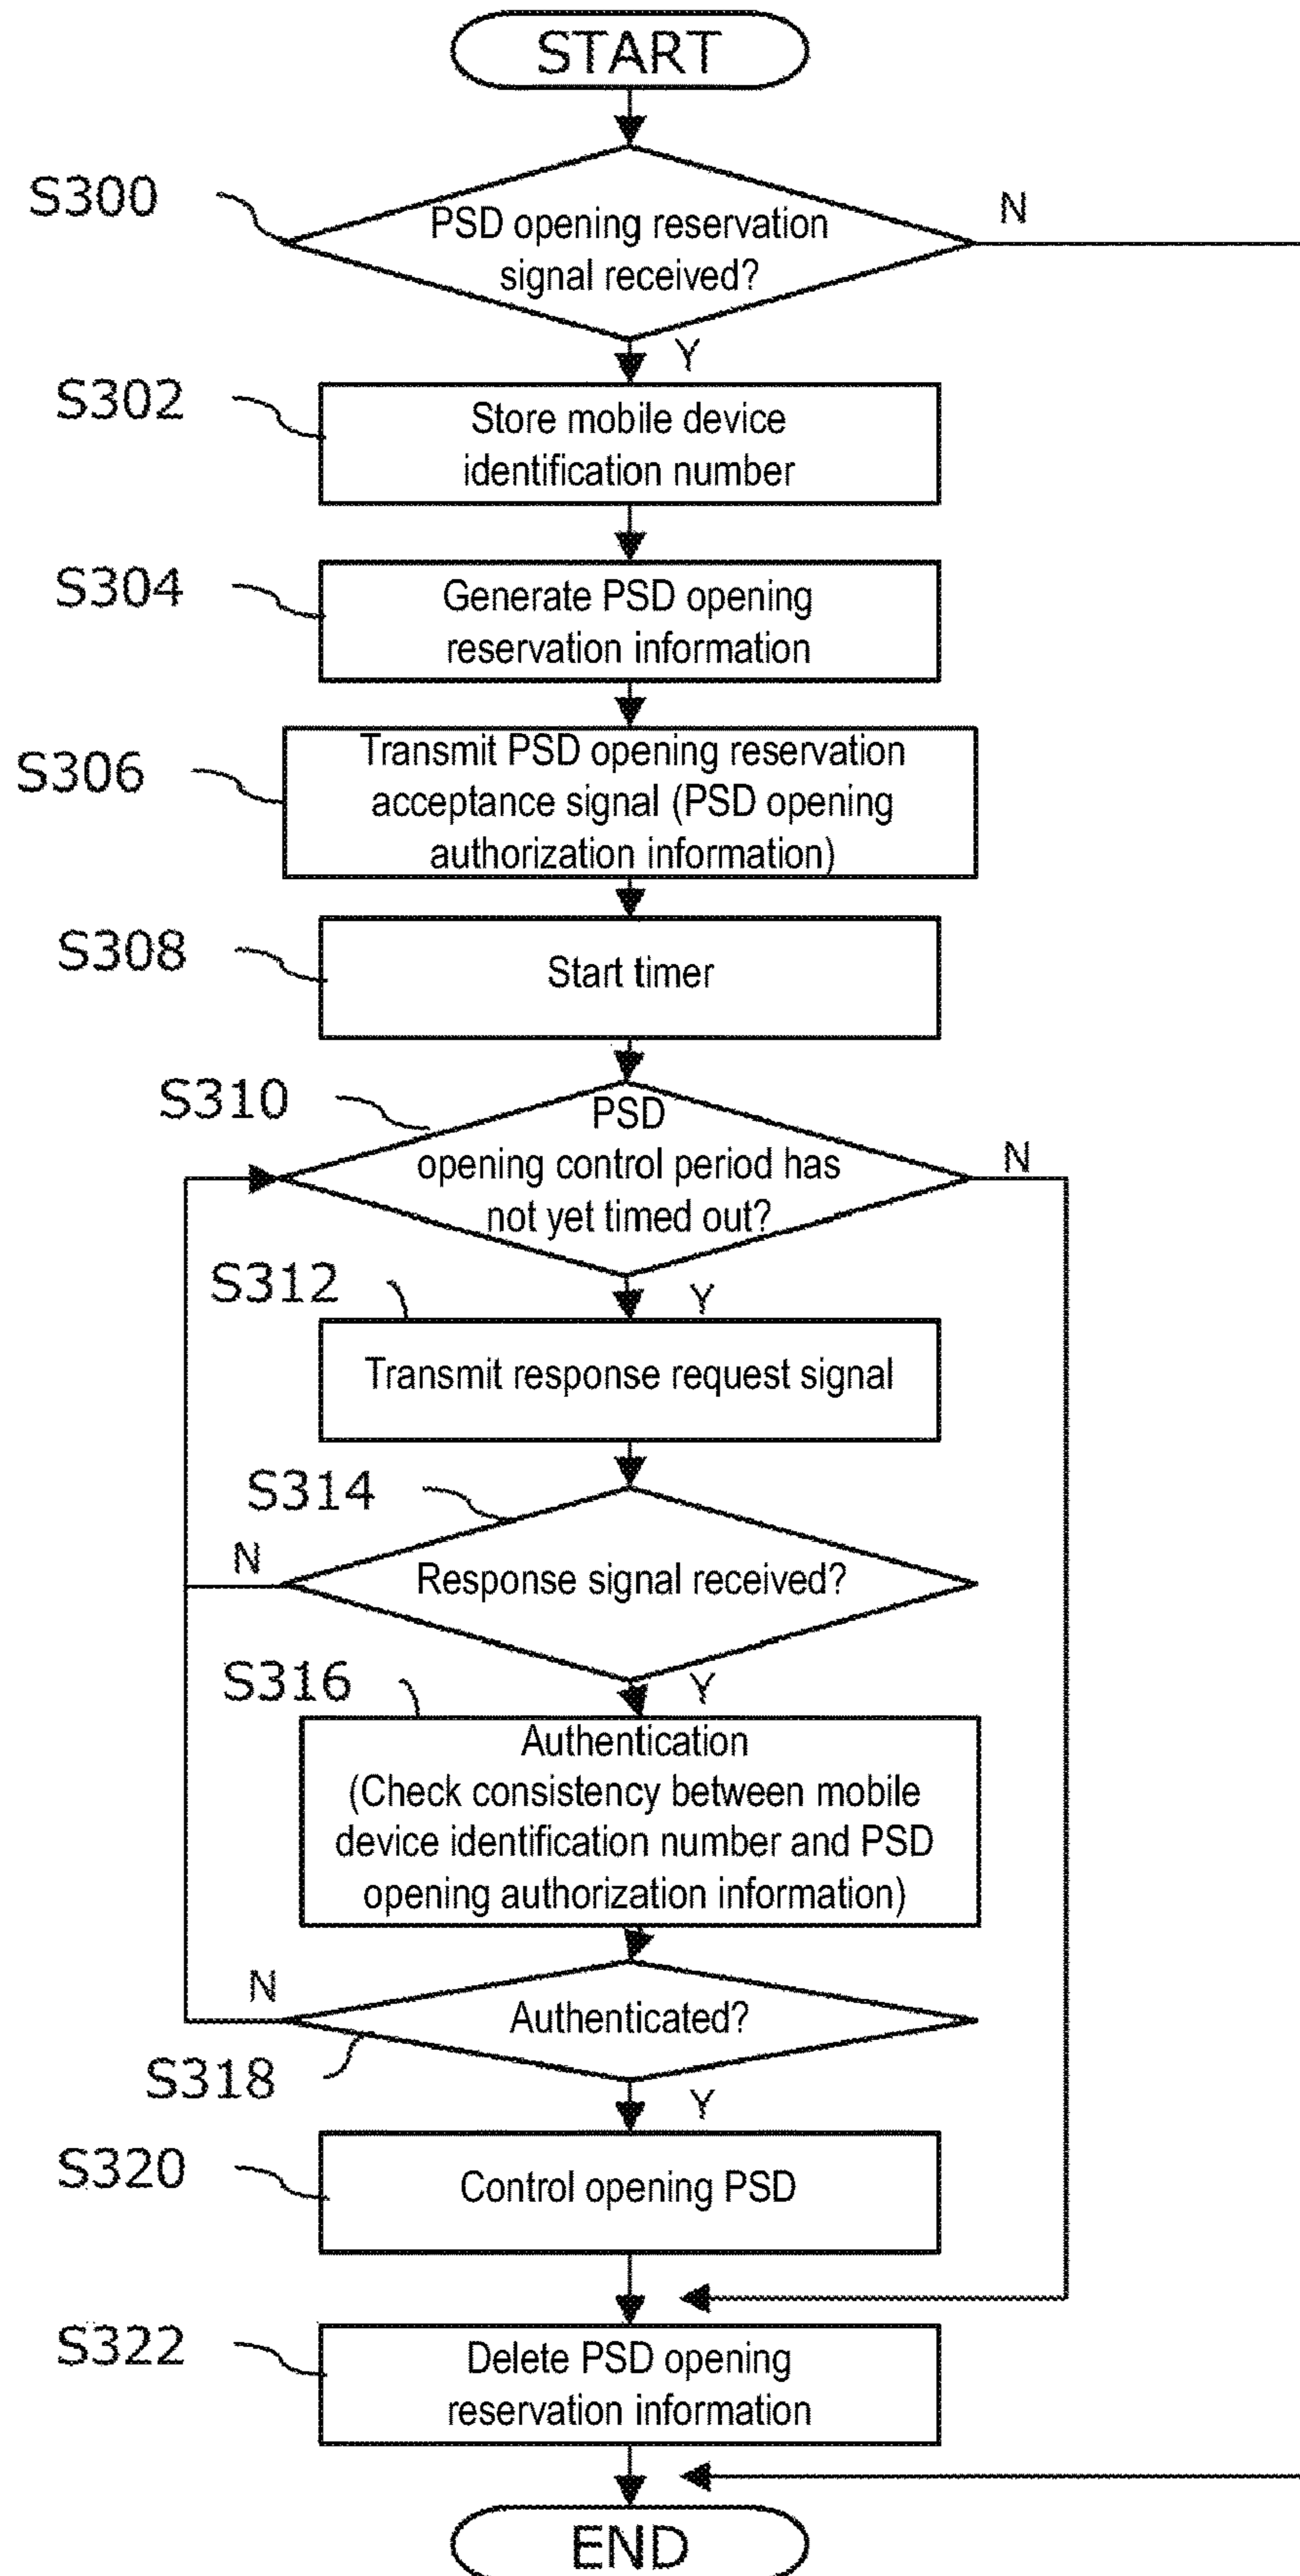 START
S300
PSD opening reservation
signal received?
N
Y
S302
Store mobile device
identification number
S304
Generate PSD opening
reservation information
S306
Transmit PSD opening reservation
acceptance signal (PSD opening
authorization information)
S308
Start timer
S310
PSD
opening control period has
not yet timed out?
N
Y
S312
Transmit response request signal
S314
Response signal received?
N
Y
S316
Authentication
(Check consistency between mobile
device identification number and PSD
opening authorization information)
N
Authenticated?
S318
Y
S320
Control opening PSD
S322
Delete PSD opening
reservation information
END